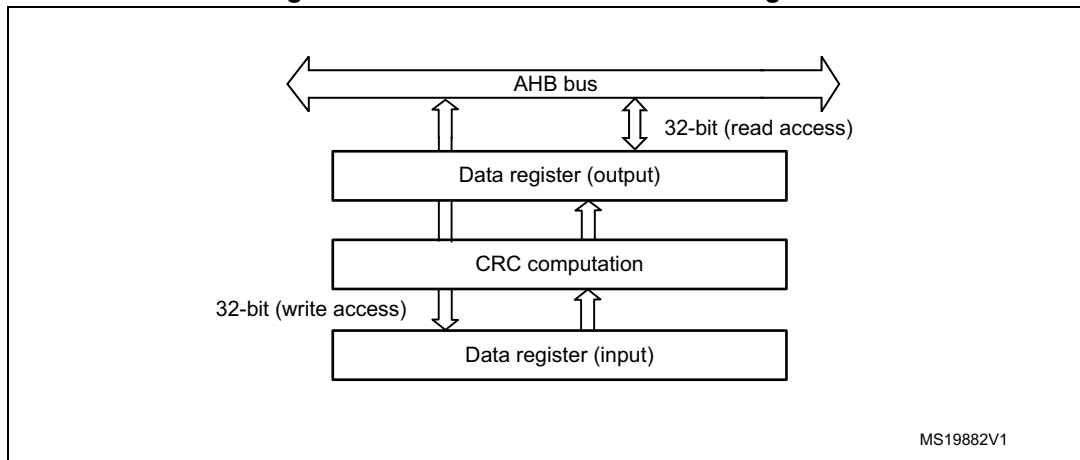 AHB bus
32-bit (read access)
Data register (output)
CRC computation
32-bit (write access)
Data register (input)
MS19882V1